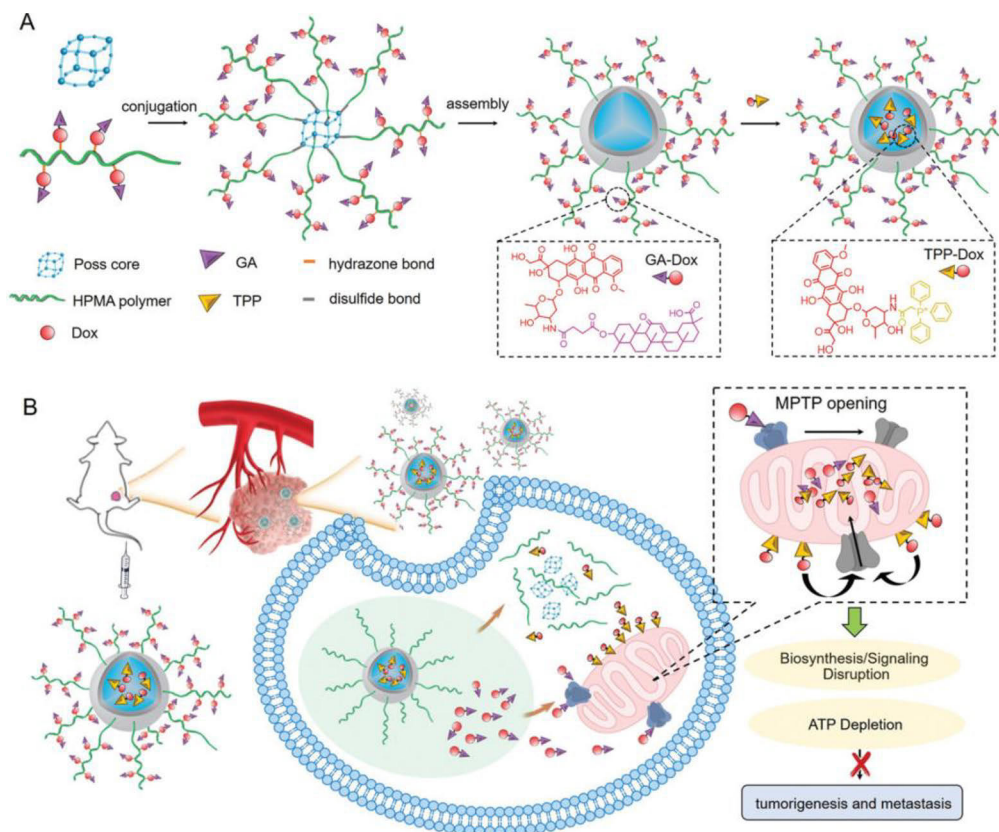 A
conjugation
assembly
Poss core
GA
hydrazone bond
HPMA polymer
TPP
disulfide bond
Dox
GA-Dox
TPP-Dox
B
MPTP opening
Biosynthesis/Signaling
Disruption
ATP Depletion
tumorigenesis and metastasis